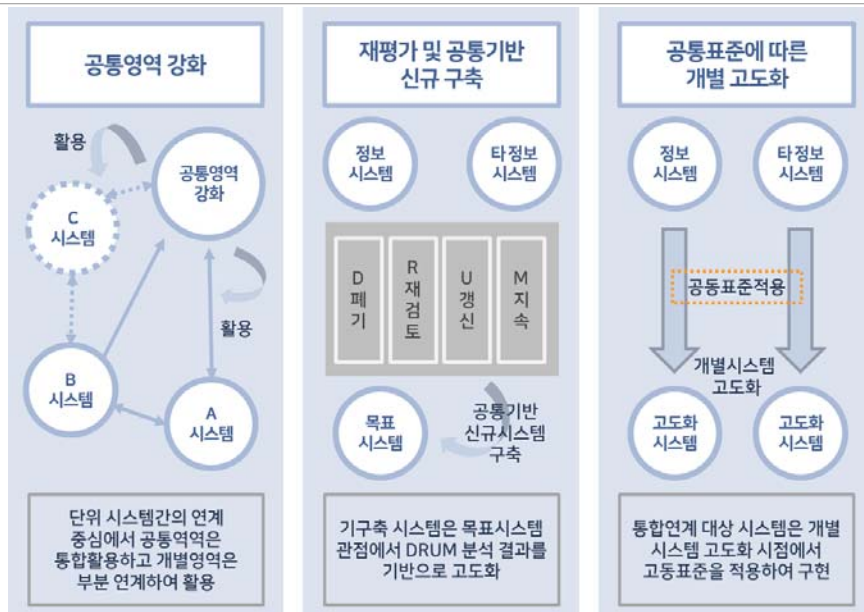 공통영역 강화
활용
공통영역
강화
C
시스템
활용
B
시스템
A
시스템
단위 시스템간의 연계
중심에서 공통역역은
통합활용하고 개별영역은
부분 연계하여 활용
재평가 및 공통기반
신규 구축
정보
시스템
타 정보
시스템
D
폐
기
R
재
검
토
U
갱
신
M
지
속
목표
시스템
공통기반
신규시스템
구축
기구축 시스템은 목표시스템
관점에서 DRUM 분석 결과를
기반으로 고도화
공통표준에 따른
개별 고도화
정보
시스템
타 정보
시스템
공동표준적용
개별시스템
고도화
고도화
시스템
고도화
시스템
통합연계 대상 시스템은 개별
시스템 고도화 시점에서
고동표준을 적용하여 구현